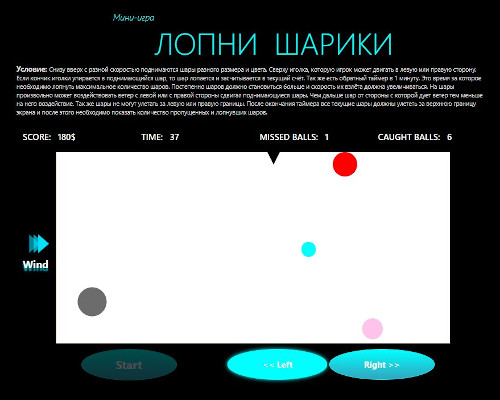 Мини-игра
ЛОПНИ ШАРИКИ
Условие: Снизу вверх с разной скоростью поднимаются шары разного размера и цвета. Сверху иголка, которую игрок может двигать в левую или правую сторону.
Если кончик иголки упирается в поднимающийся шар, то шар лопается и засчитывается в текущий счёт. Так же есть обратный таймер в 1 минуту. Это время за которое
необходимо лопнуть максимальное количество шаров. Постепенно шаров должно становиться больше и скорость их взлёта должна увеличиваться. На шары
произвольно может воздействовать ветер с левой или с правой стороны сдвигая поднимающиеся шары. Чем дальше шар от стороны с которой дует ветер тем меньше
на него воздействие. Так же шары не могут улетать за левую или правую границы. После окончания таймера все текущие шары должны улететь за верхнюю границу
экрана и после этого необходимо показать количество пропущенных и лопнувших шаров.
SCORE: 180$ TIME: 37 MISSED BALLS: 1 CAUGHT BALLS: 6
Wind
Start << Left Right >>